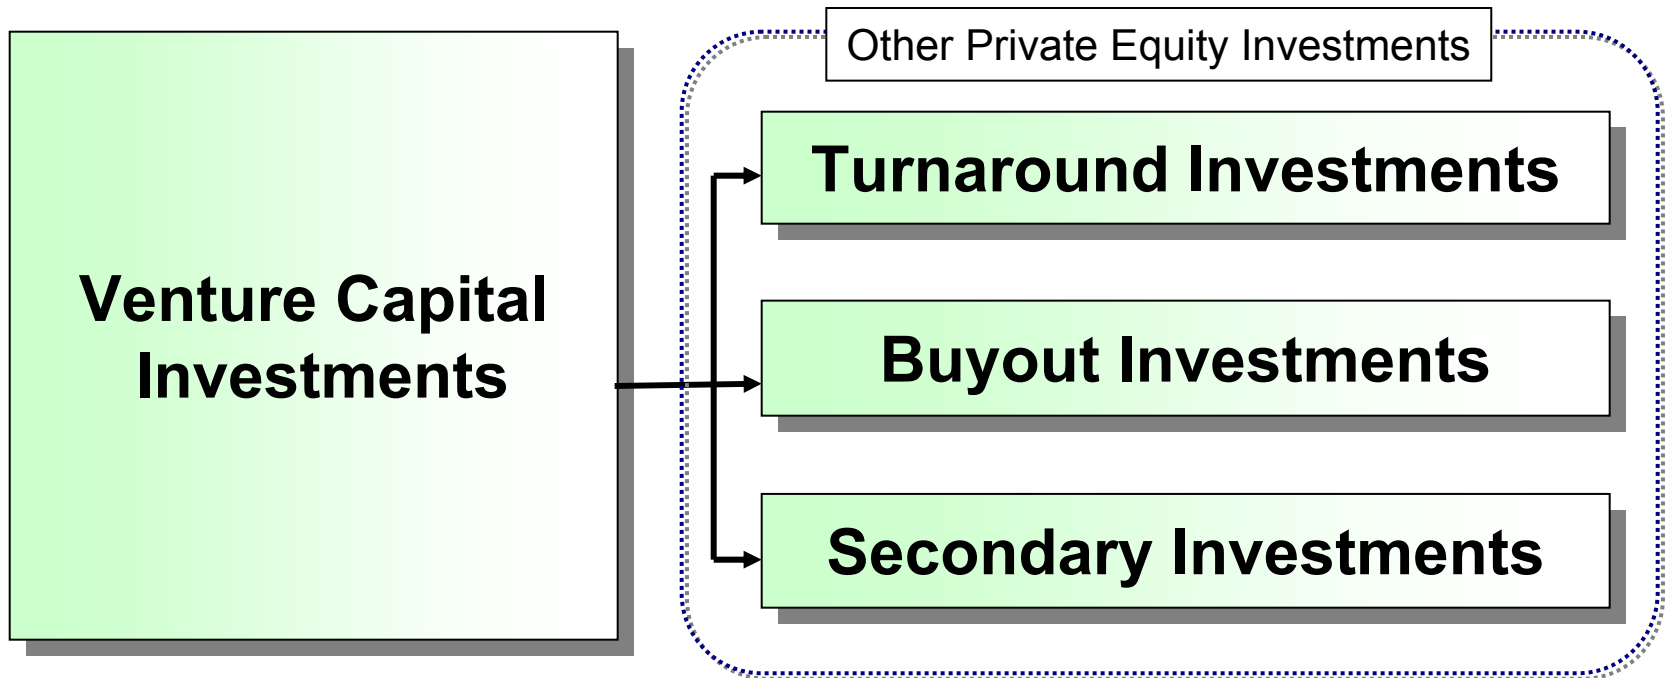 Venture Capital
Investments
Other Private Equity Investments
Turnaround Investments
Buyout Investments
Secondary Investments